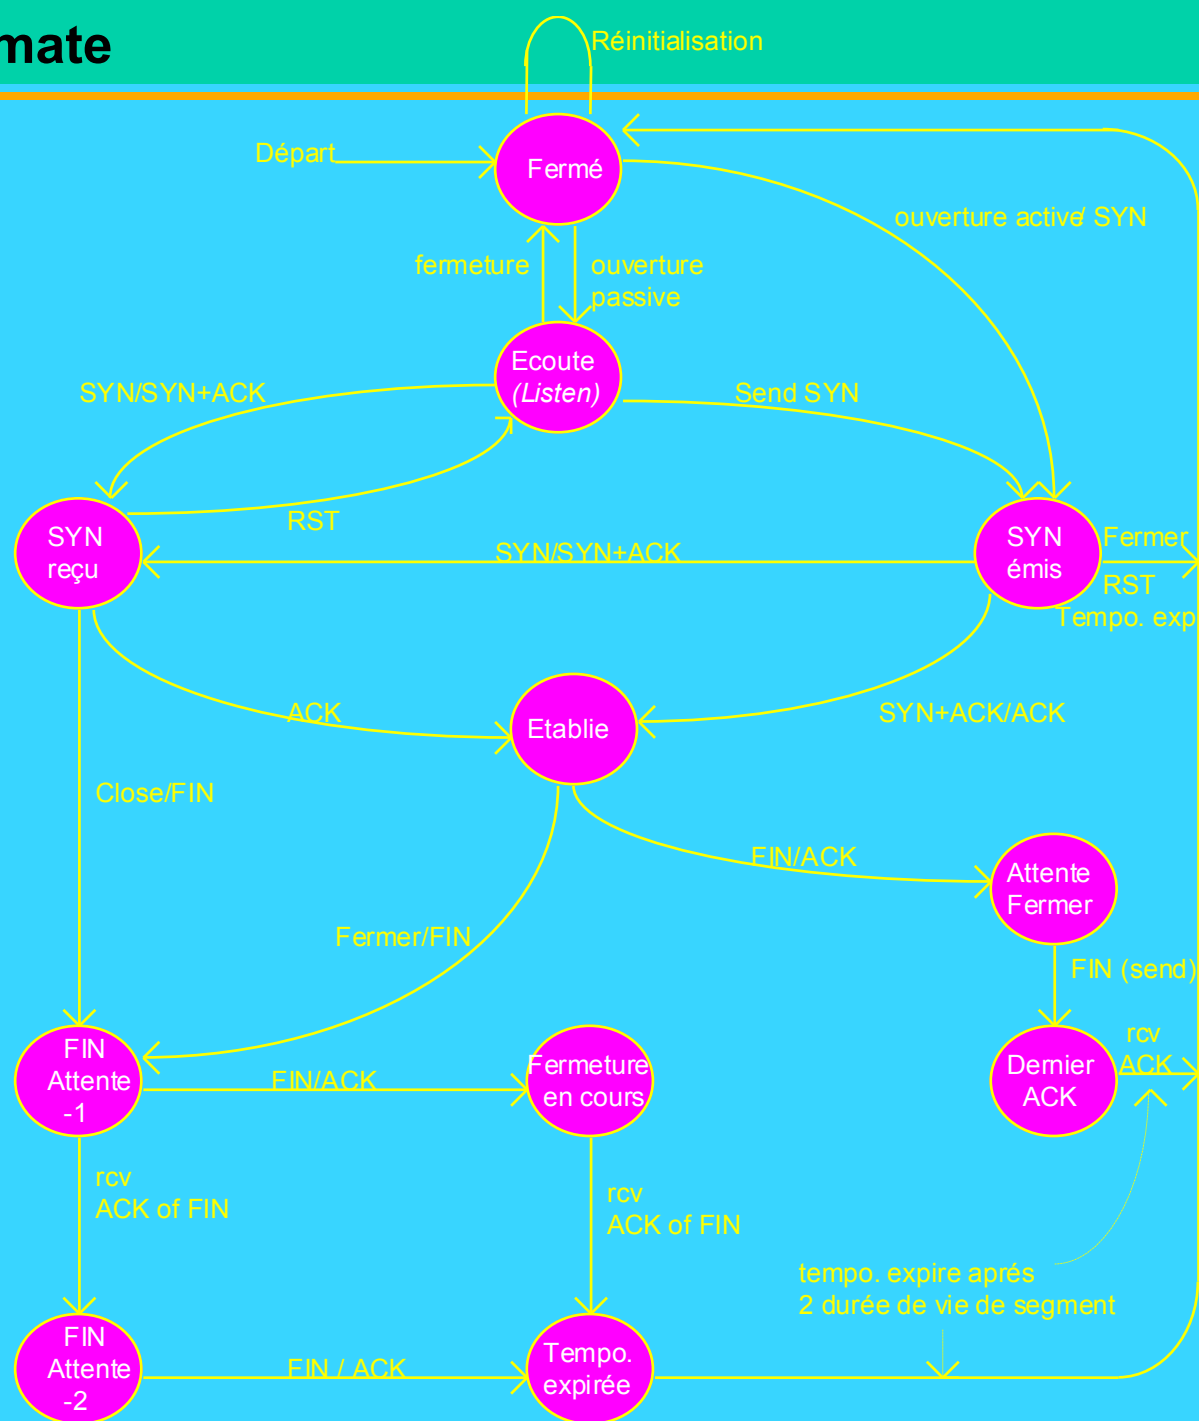 mate
Réinitialisation
Départ
Fermé
ouverture active/ SYN
fermeture
ouverture
passive
Ecoute
(Listen)
SYN/SYN+ACK
Send SYN
RST
SYN
reçu
SYN/SYN+ACK
SYN
émis
Fermer
RST
Tempo. exp
ACK
Etablie
SYN+ACK/ACK
Close/FIN
FIN/ACK
Attente
Fermer
Fermer/FIN
FIN (send)
FIN
Attente
-1
FIN/ACK
Fermeture
en cours
Dernier
ACK
rcv
ACK
rcv
ACK of FIN
rcv
ACK of FIN
tempo. expire aprés
2 durée de vie de segment
FIN
Attente
-2
FIN / ACK
Tempo.
expirée